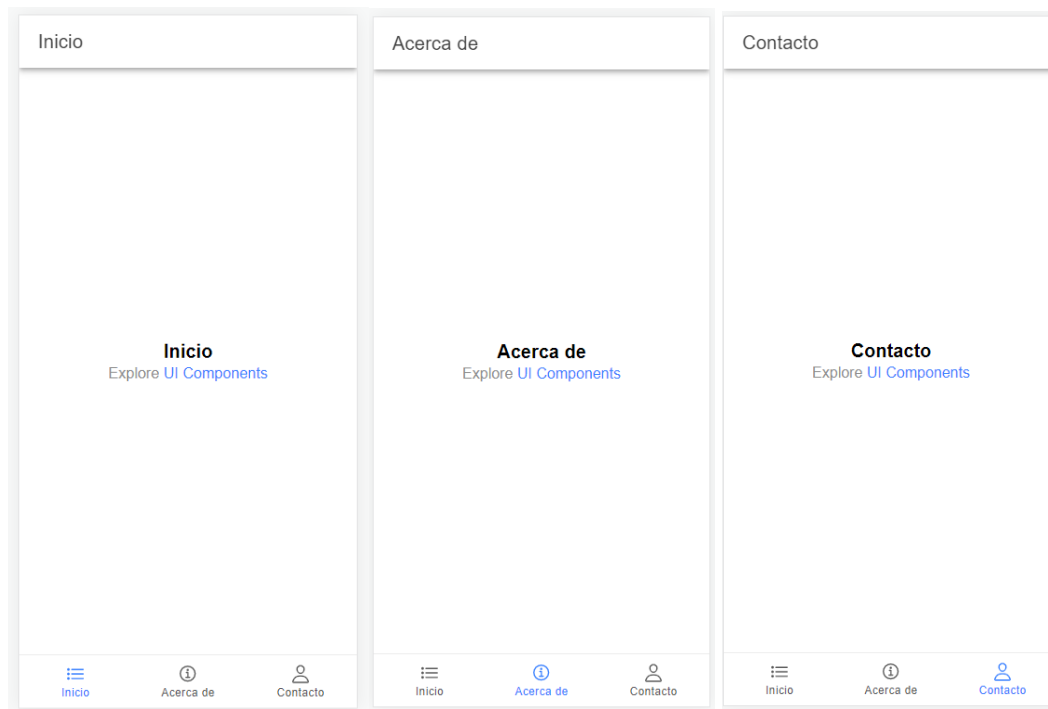 Inicio
Inicio
Explore UI Components
Inicio
Acerca de
Contacto
Acerca de
Acerca de
Explore UI Components
Inicio
Acerca de
Contacto
Contacto
Contacto
Explore UI Components
Inicio
Acerca de
Contacto